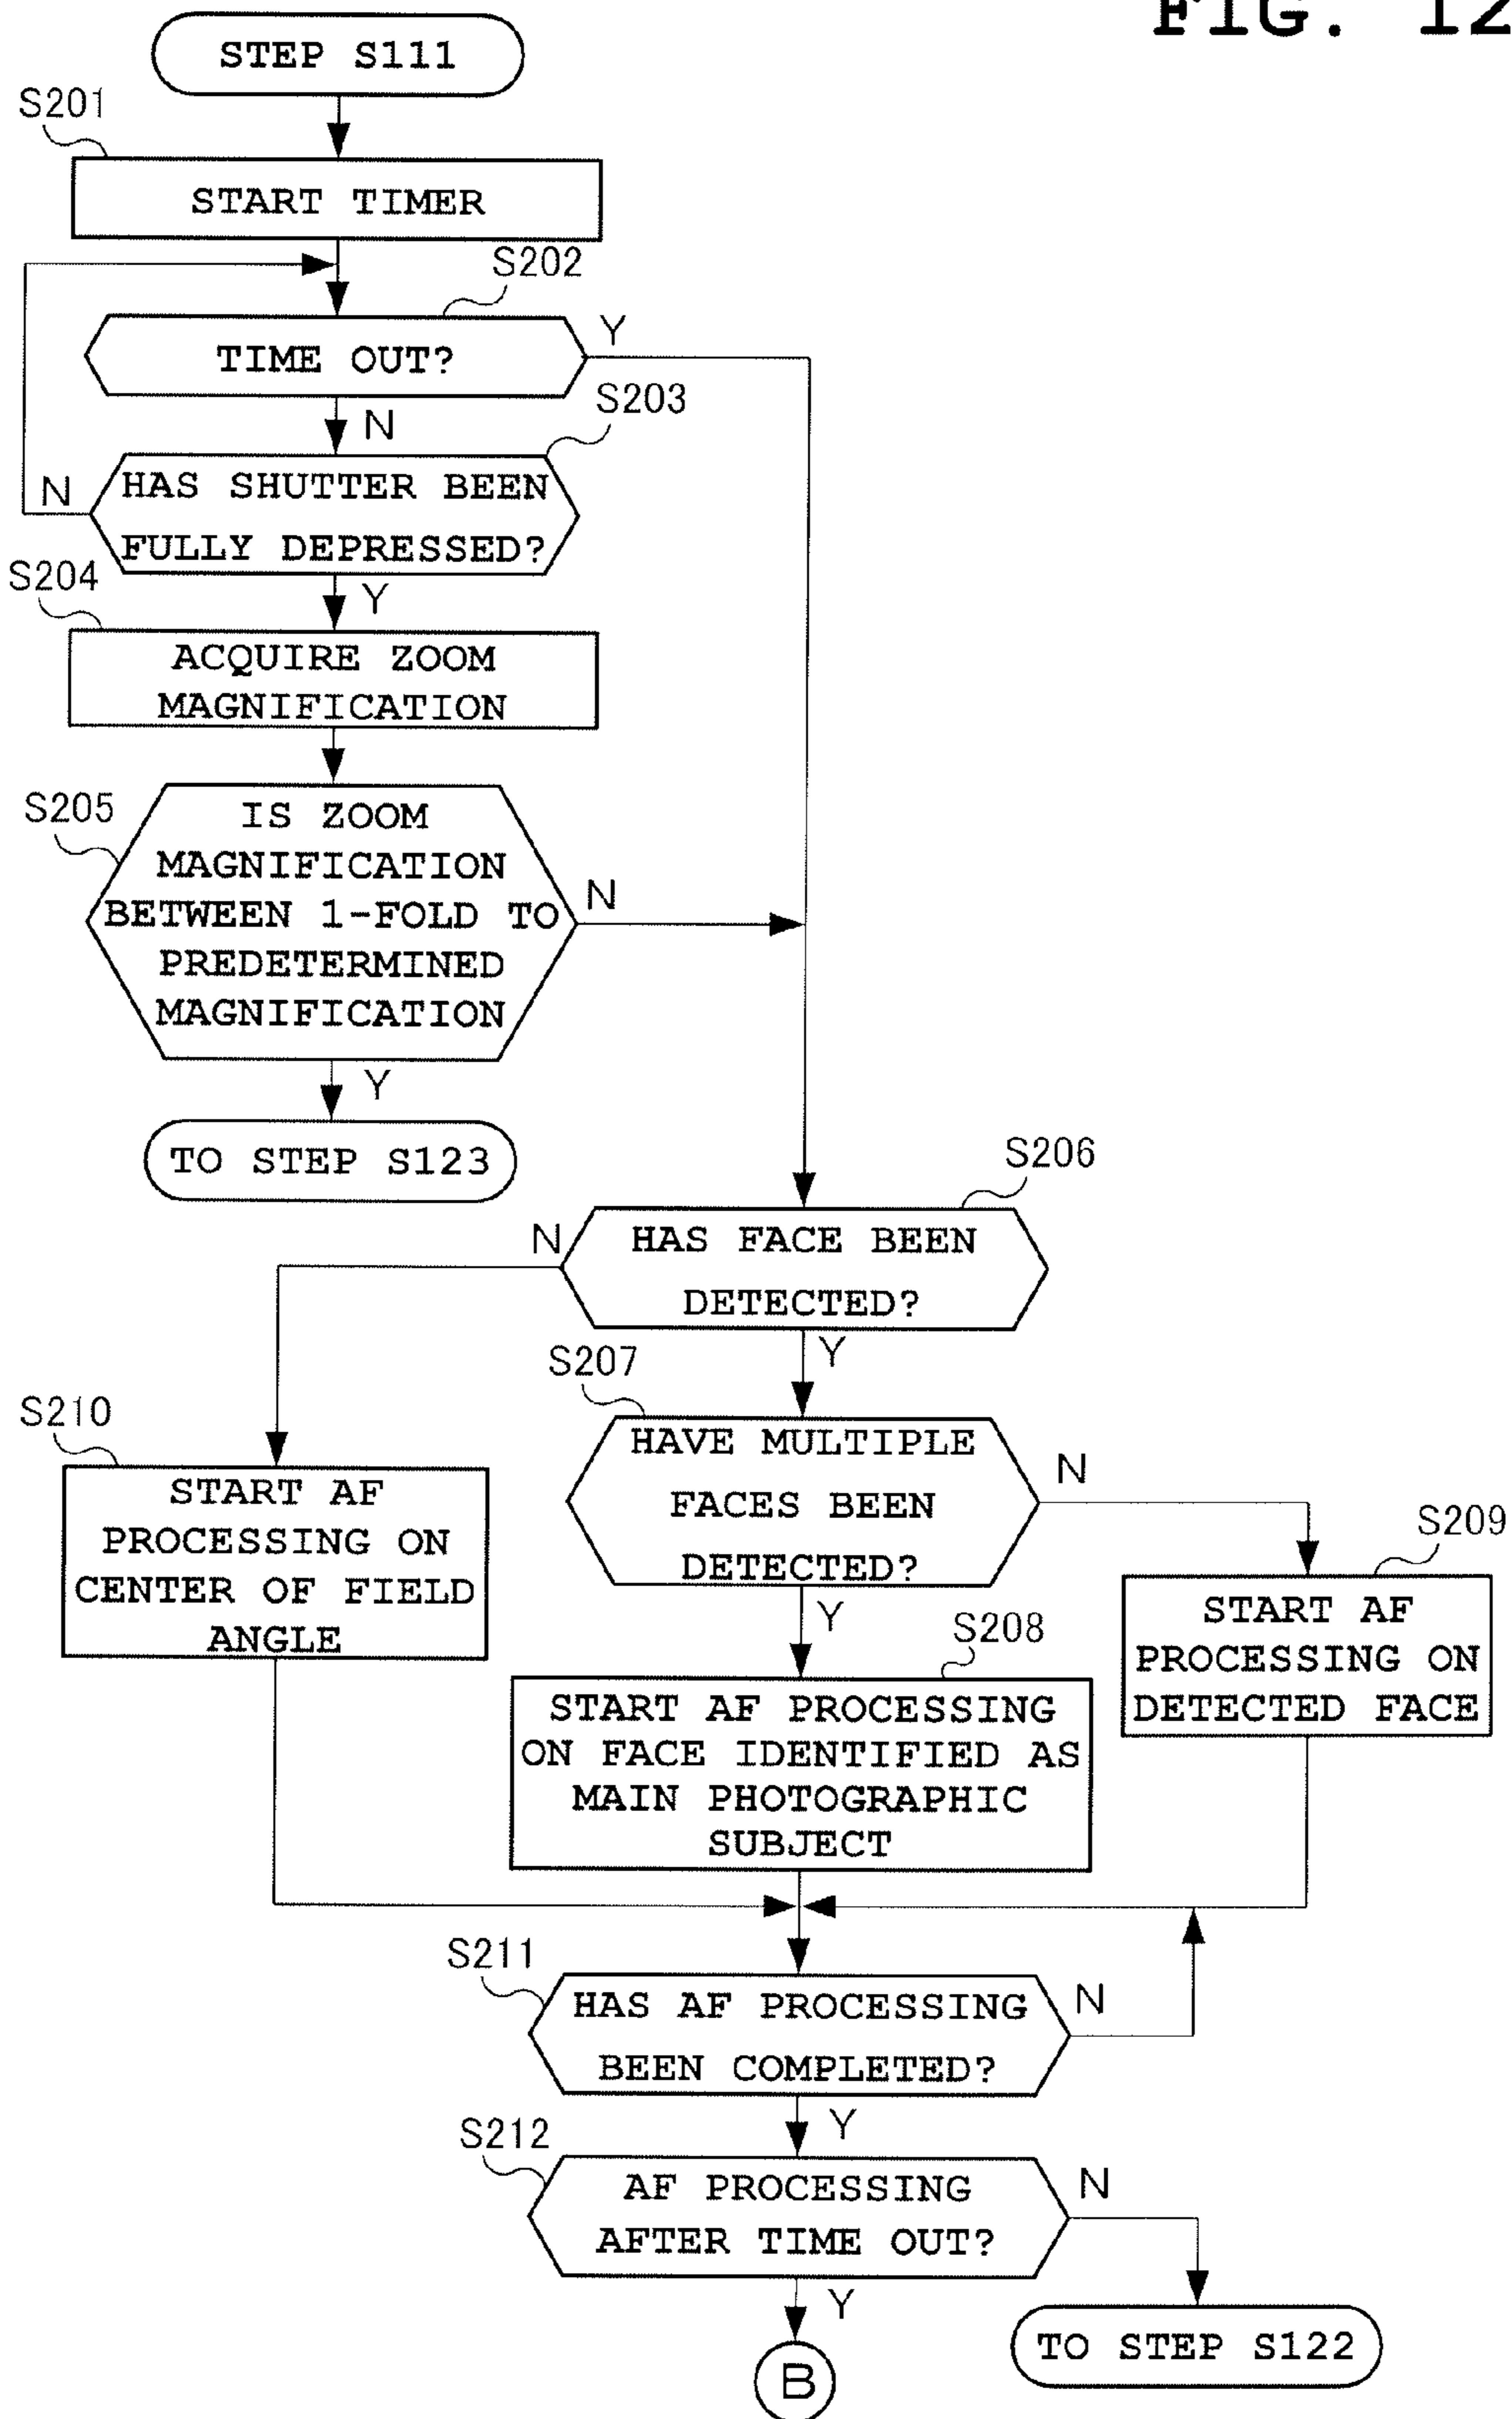 FIG. 12
STEP S111
S201
START TIMER
S202
TIME OUT?
Y
N
S203
HAS SHUTTER BEEN
FULLY DEPRESSED?
N
Y
S204
ACQUIRE ZOOM
MAGNIFICATION
S205
IS ZOOM
MAGNIFICATION
BETWEEN 1-FOLD TO
PREDETERMINED
MAGNIFICATION
N
Y
TO STEP S123
S206
HAS FACE BEEN
DETECTED?
N
Y
S207
HAVE MULTIPLE
FACES BEEN
DETECTED?
N
Y
S210
START AF
PROCESSING ON
CENTER OF FIELD
ANGLE
S208
START AF PROCESSING
ON FACE IDENTIFIED AS
MAIN PHOTOGRAPHIC
SUBJECT
S209
START AF
PROCESSING ON
DETECTED FACE
S211
HAS AF PROCESSING
BEEN COMPLETED?
N
Y
S212
AF PROCESSING
AFTER TIME OUT?
N
Y
TO STEP S122
B